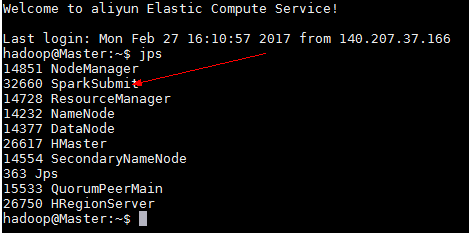 Welcome to aliyun Elastic Compute Service!
Last login: Mon Feb 27 16:10:57 2017 from 140.207.37.166
hadoop@Master:~$ jps
14851 NodeManager
32660 SparkSubmit
14728 ResourceManager
14232 NameNode
14377 DataNode
26617 HMaster
14554 SecondaryNameNode
363 Jps
15533 QuorumPeerMain
26750 HRegionServer
hadoop@Master:~$